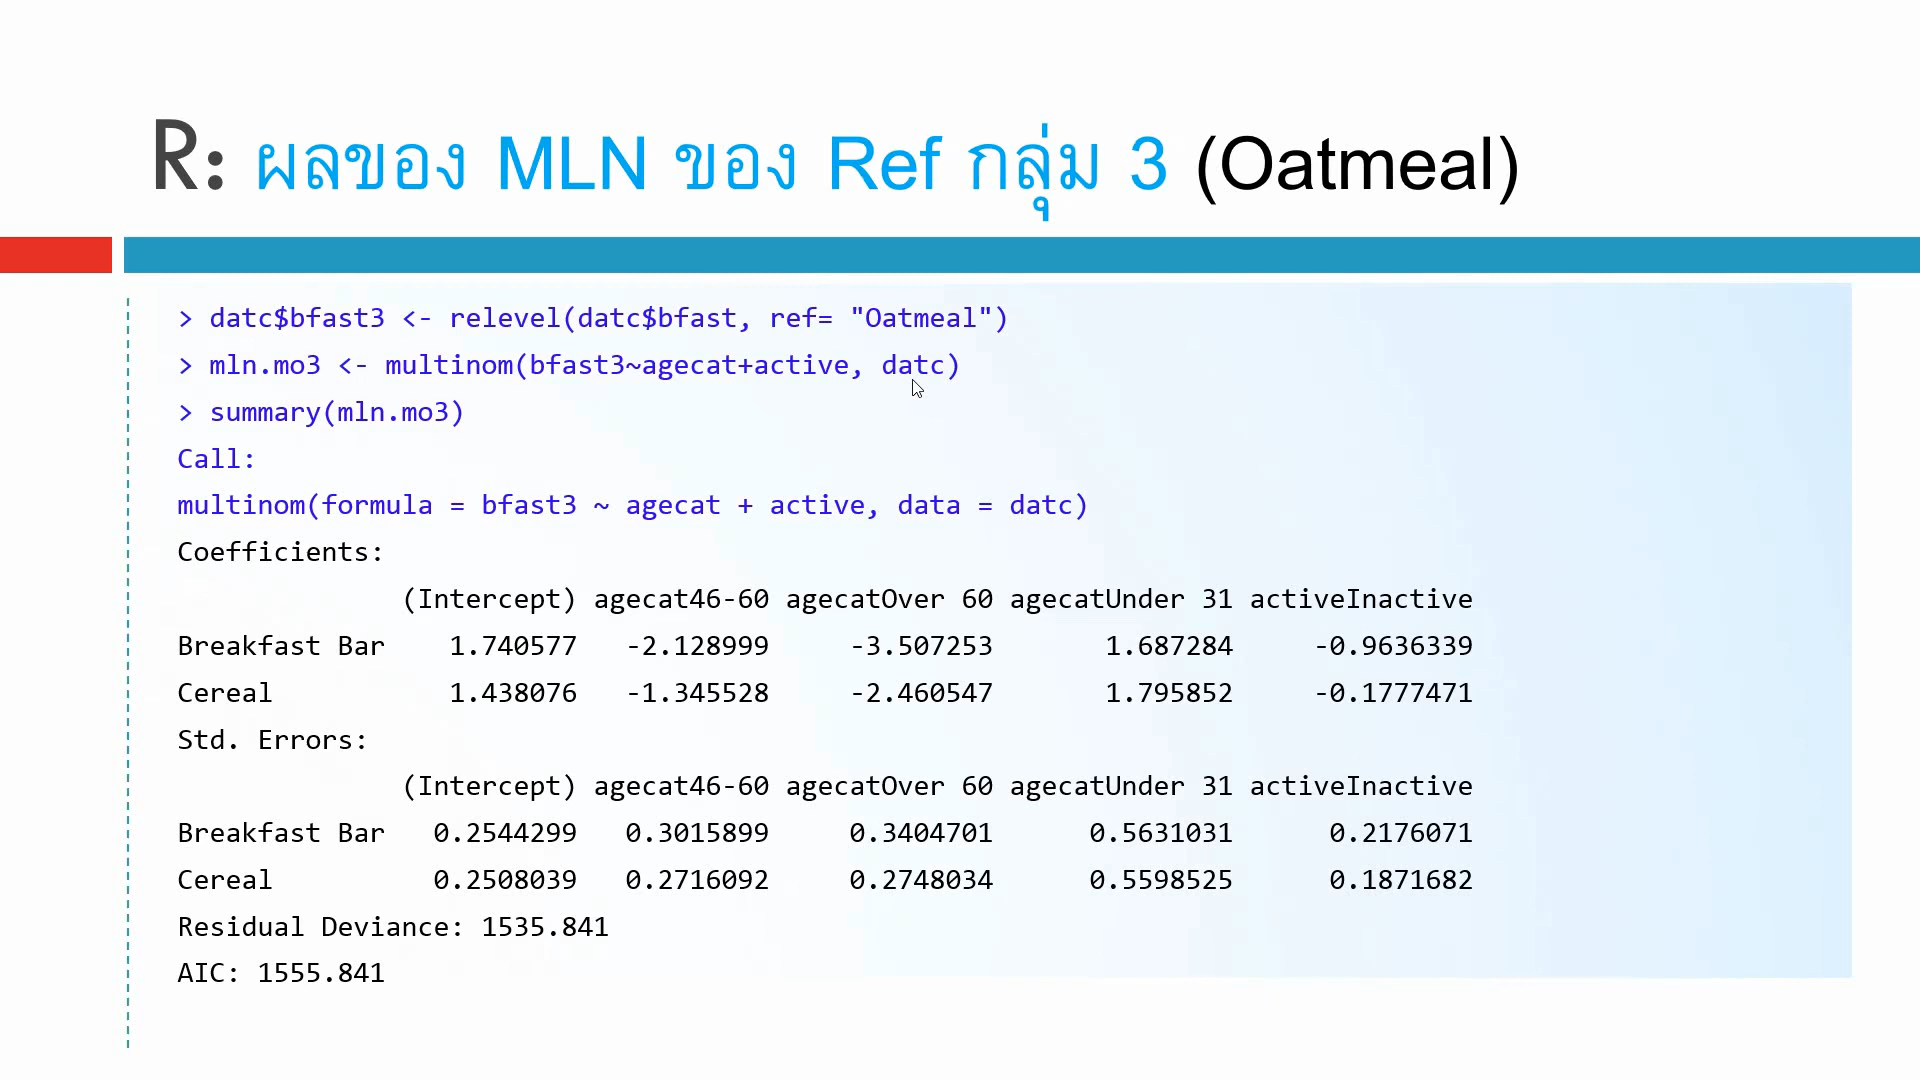 R: ผลของ MLN ของ Ref กลุ่ม 3 (Oatmeal)
> datc$bfast3 <- relevel(datc$bfast, ref= "Oatmeal")
> mln.mo3 <- multinom(bfast3~agecat+active, datc)
> summary(mln.mo3)
Call:
multinom(formula = bfast3 ~ agecat + active, data = datc)
Coefficients:
(Intercept) agecat46-60 agecatOver 60 agecatUnder 31 activeInactive
Breakfast Bar 1.740577 -2.128999 -3.507253 1.687284 -0.9636339
Cereal 1.438076 -1.345528 -2.460547 1.795852 -0.1777471
Std. Errors:
(Intercept) agecat46-60 agecatOver 60 agecatUnder 31 activeInactive
Breakfast Bar 0.2544299 0.3015899 0.3404701 0.5631031 0.2176071
Cereal 0.2508039 0.2716092 0.2748034 0.5598525 0.1871682
Residual Deviance: 1535.841
AIC: 1555.841